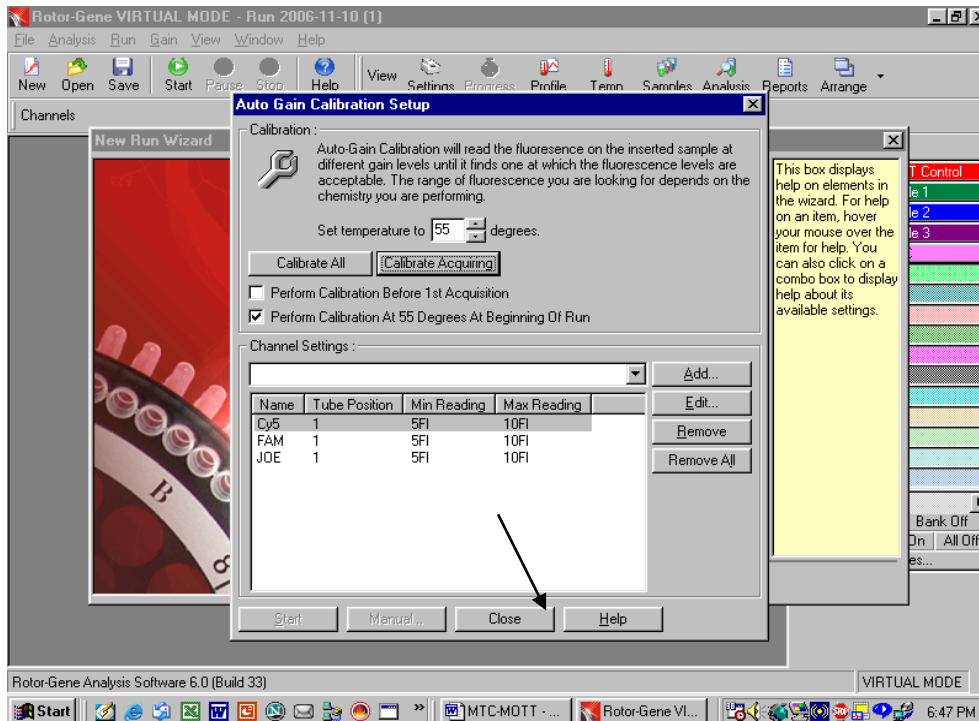 Rotor-Gene VIRTUAL MODE - Run 2006-11-10 (1)
File Analysis Run Gain View Window Help
New Open Save Start Pause Stop Help View Settings Progress Profile Temp Samples Analysis Reports Arrange
Channels
New Run Wizard
Auto Gain Calibration Setup
Calibration :
Auto-Gain Calibration will read the fluoresence on the inserted sample at
different gain levels until it finds one at which the fluorescence levels are
acceptable. The range of fluorescence you are looking for depends on the
chemistry you are performing.
Set temperature to 55 degrees.
Calibrate All Calibrate Acquiring
Perform Calibration Before 1st Acquisition
Perform Calibration At 55 Degrees At Beginning Of Run
Channel Settings :
Add...
Name Tube Position Min Reading Max Reading
Edit...
Cy5 1 5Fl 10Fl
FAM 1 5Fl 10Fl
JOE 1 5Fl 10Fl
Remove
Remove All
Start Manual... Close Help
This box displays
help on elements in
the wizard. For help
on an item, hover
your mouse over the
item for help. You
can also click on a
combo box to display
help about its
available settings.
T Control
le 1
le 2
le 3
Bank Off
On All Off
es...
B
8
Rotor-Gene Analysis Software 6.0 (Build 33) VIRTUAL MODE
Start » MTC-MOTT - ... Rotor-Gene VI... 6:47 PM